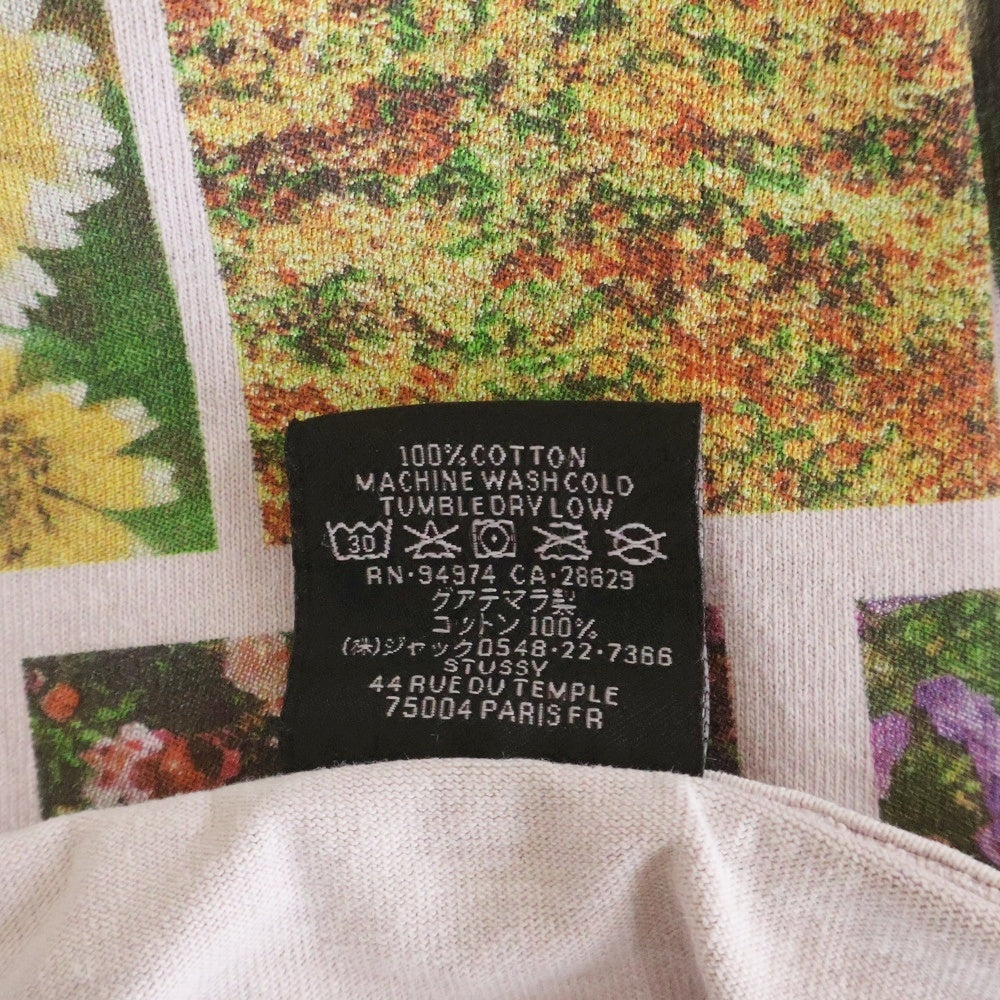 100% COTTON
MACHINE WASH COLD
TUMBLE DRY LOW
30
RN·94974 CA·28629
グアテマラ製
コットン 100%
(株)ジャック0548·22·7366
STUSSY
44 RUE DU TEMPLE
75004 PARIS FR